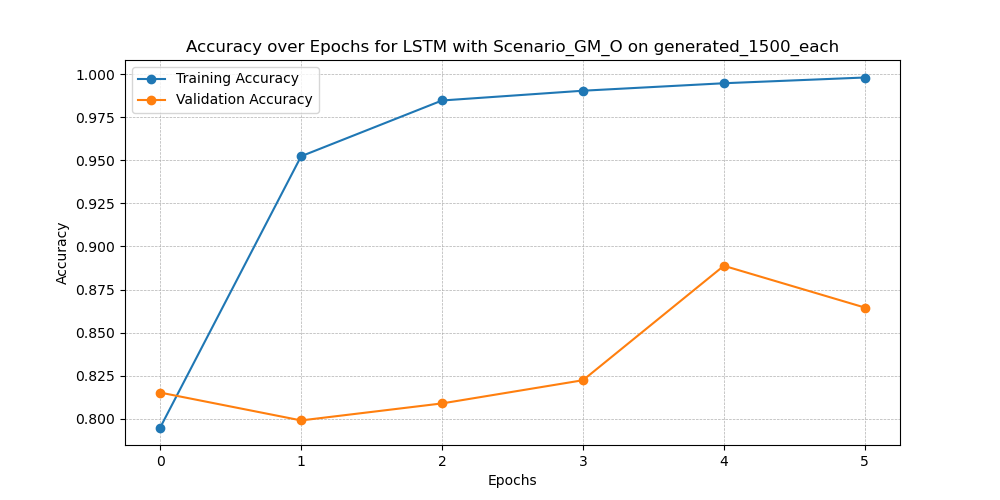 Accuracy over Epochs for LSTM with Scenario_GM_O on generated_1500_each
Training Accuracy
Validation Accuracy
1.000
0.975
0.950
0.925
0.900
0.875
0.850
0.825
0.800
Accuracy
0 1 2 3 4 5
Epochs